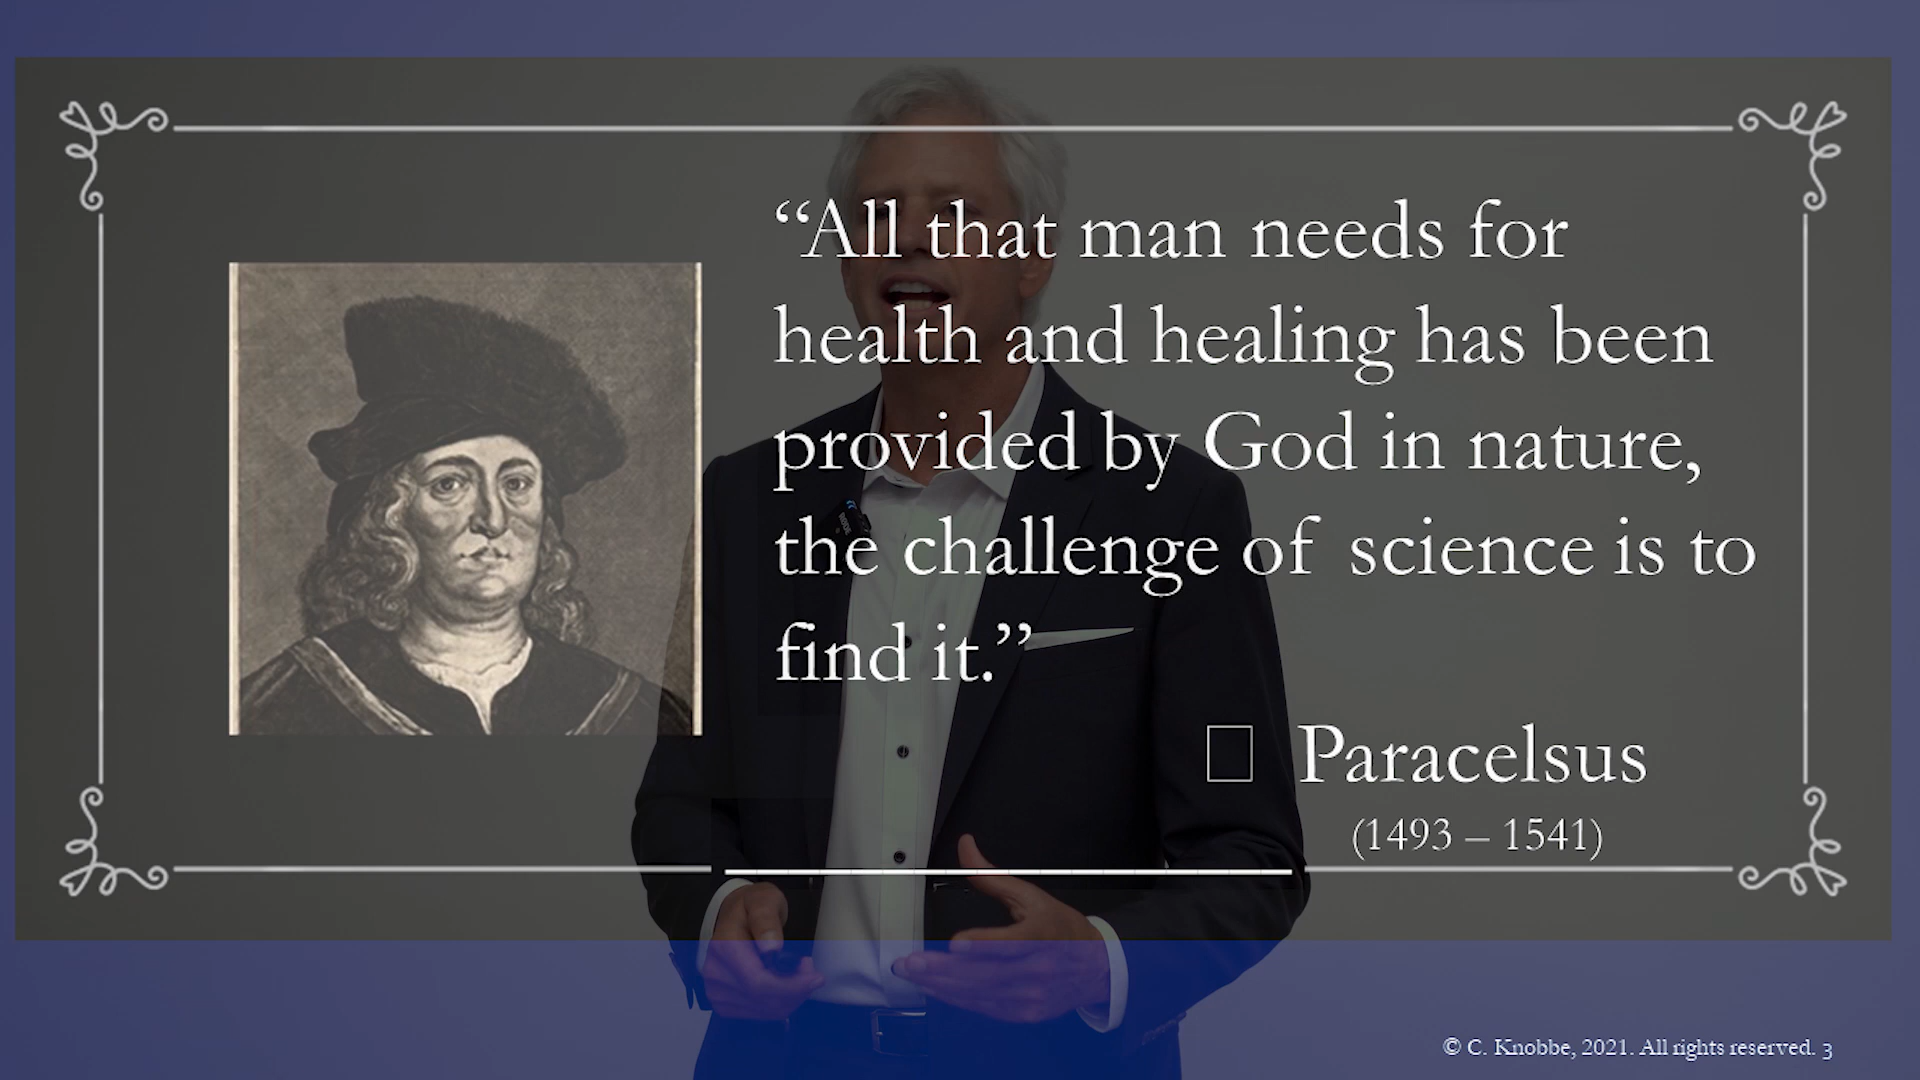 “All that man needs for
health and healing has been
provided by God in nature,
the challenge of science is to
find it.”
Paracelsus
(1493 – 1541)
© C. Knobbe, 2021. All rights reserved. 3